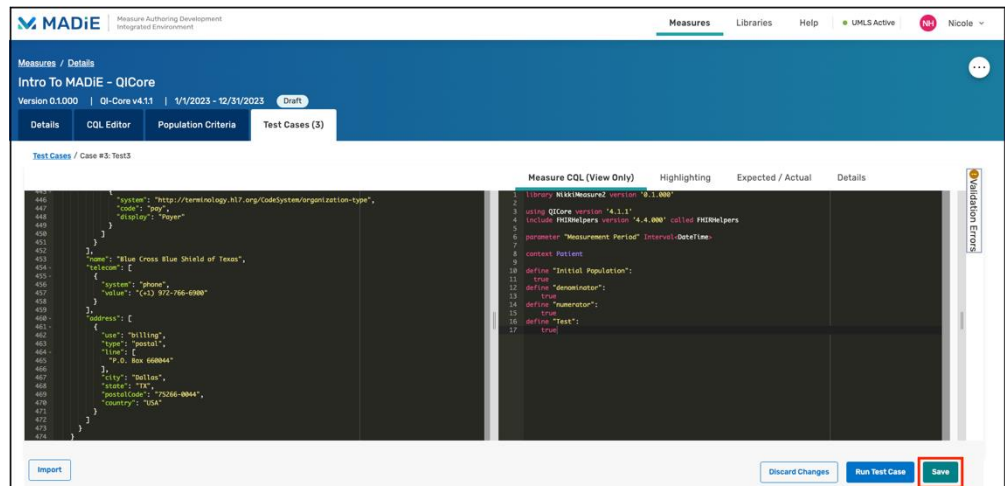 MADiE Measure Authoring Development
Integrated Environment
Measures Libraries Help UMLS Active NH Nicole
Measures / Details
Intro To MADiE - QICore
Version 0.1.000 | QI-Core v4.1.1 | 1/1/2023 - 12/31/2023 Draft
Details CQL Editor Population Criteria Test Cases (3)
Test Cases / Case #3: Test3
445 {
446 "system": "http://terminology.hl7.org/CodeSystem/organization-type",
447 "code": "pay",
448 "display": "Payer"
449 }
450 ]
451 }
452 ],
453 "name": "Blue Cross Blue Shield of Texas",
454 "telecom": [
455 {
456 "system": "phone",
457 "value": "(+1) 972-766-6900"
458 }
459 ],
460 "address": [
461 {
462 "use": "billing",
463 "type": "postal",
464 "line": [
465 "P.O. Box 660044"
466 ],
467 "city": "Dallas",
468 "state": "TX",
469 "postalCode": "75266-0044",
470 "country": "USA"
471 }
472 ]
473 }
474 }
Measure CQL (View Only) Highlighting Expected / Actual Details
1 library NikkiMeasure2 version '0.1.000'
2
3 using QICore version '4.1.1'
4 include FHIRHelpers version '4.4.000' called FHIRHelpers
5
6 parameter "Measurement Period" Interval<DateTime>
7
8 context Patient
9
10 define "Initial Population":
11 true
12 define "denominator":
13 true
14 define "numerator":
15 true
16 define "Test":
17 true
Validation Errors
Import Discard Changes Run Test Case Save